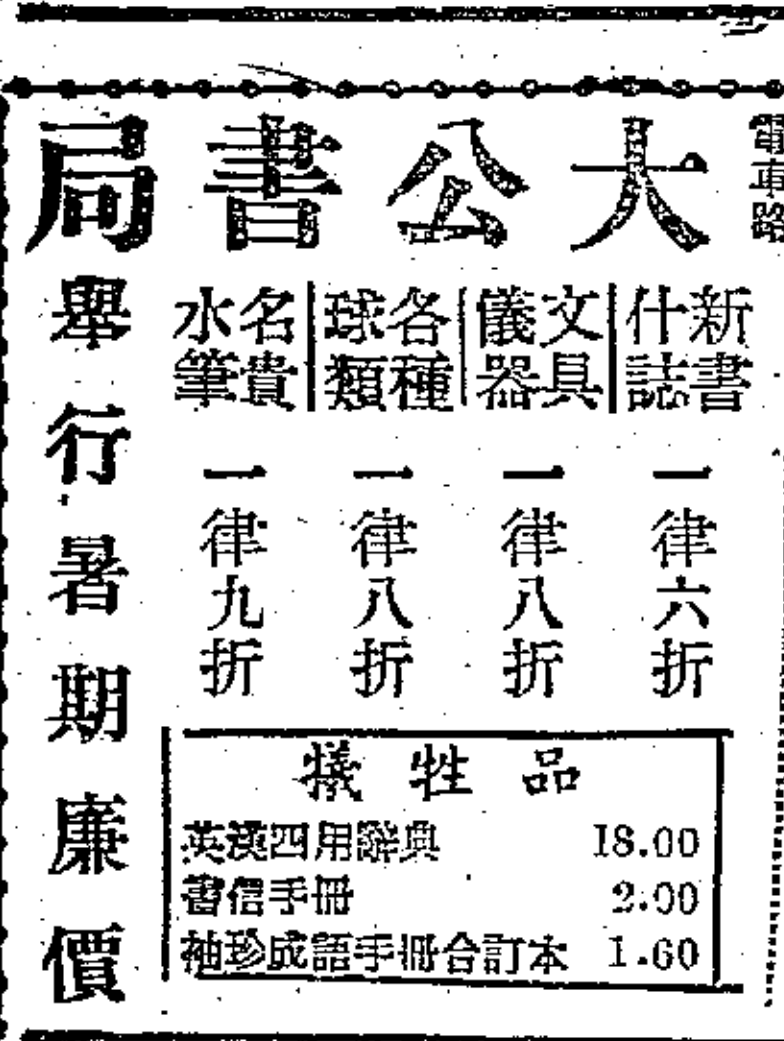 電車路
大公書局
舉行暑期廉價
新書什誌 一律六折
文具儀器 一律八折
各種球類 一律八折
名貴水筆 一律九折
犠牲品
英漢四用辭典 18.00
書信手冊 2.00
袖珍成語手冊合訂本 1.60